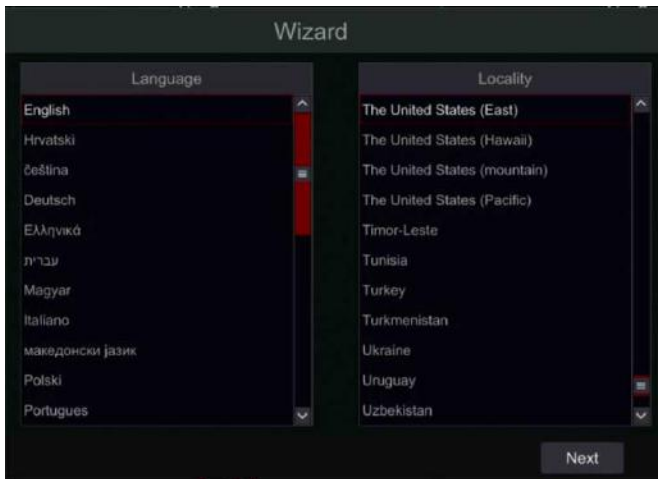 Wizard
Language
English
Hrvatski
čeština
Deutsch
Ελληνικά
עברית
Magyar
Italiano
македонски јазик
Polski
Portugues
Locality
The United States (East)
The United States (Hawaii)
The United States (mountain)
The United States (Pacific)
Timor-Leste
Tunisia
Turkey
Turkmenistan
Ukraine
Uruguay
Uzbekistan
Next